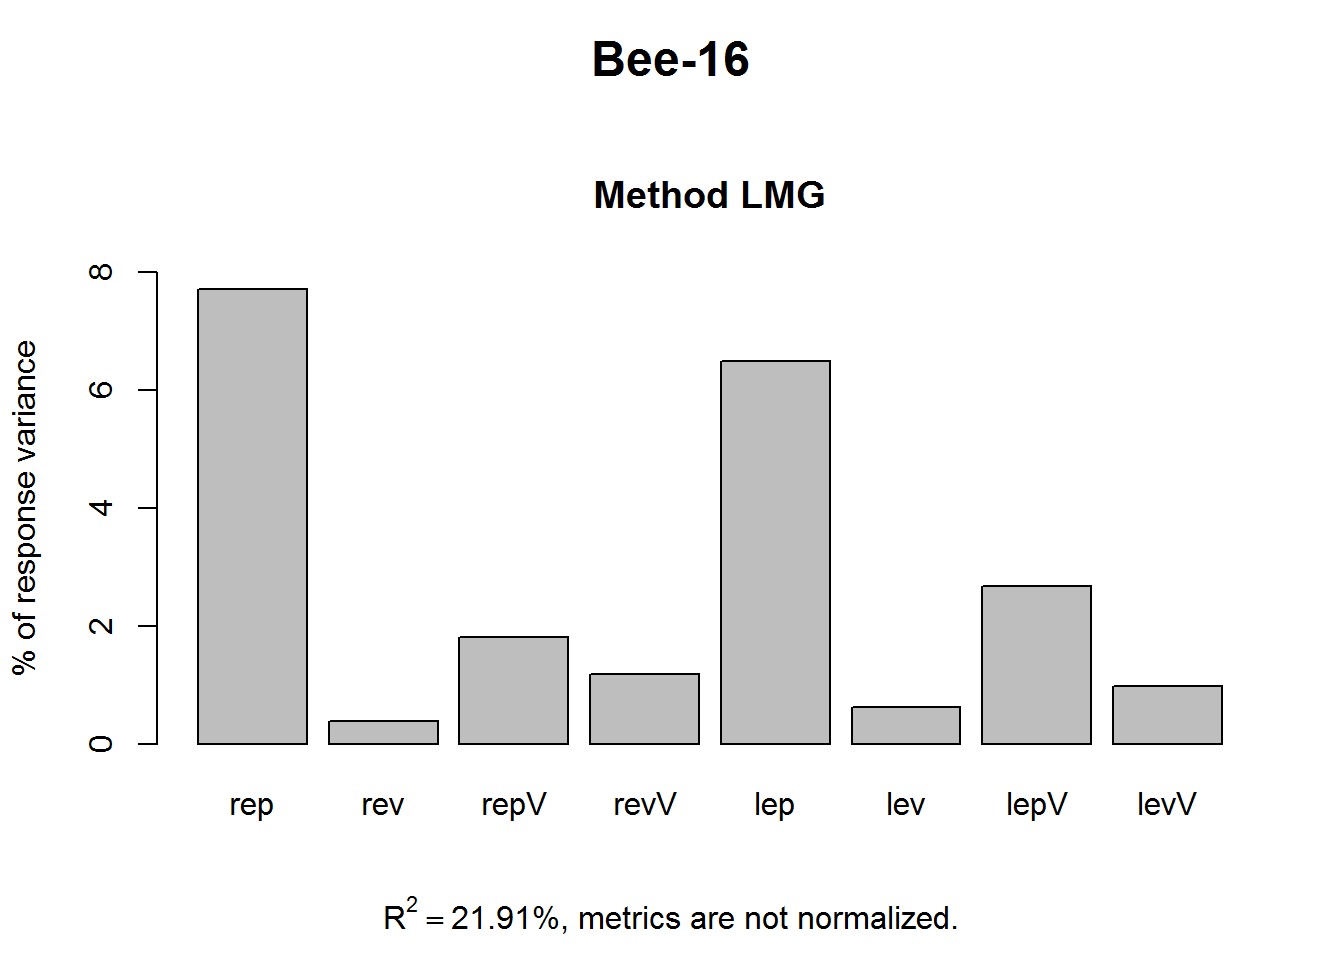 Bee-16
Method LMG
% of response variance
8
6
4
2
0
rep rev repV revV lep lev lepV levV
R² = 21.91%, metrics are not normalized.